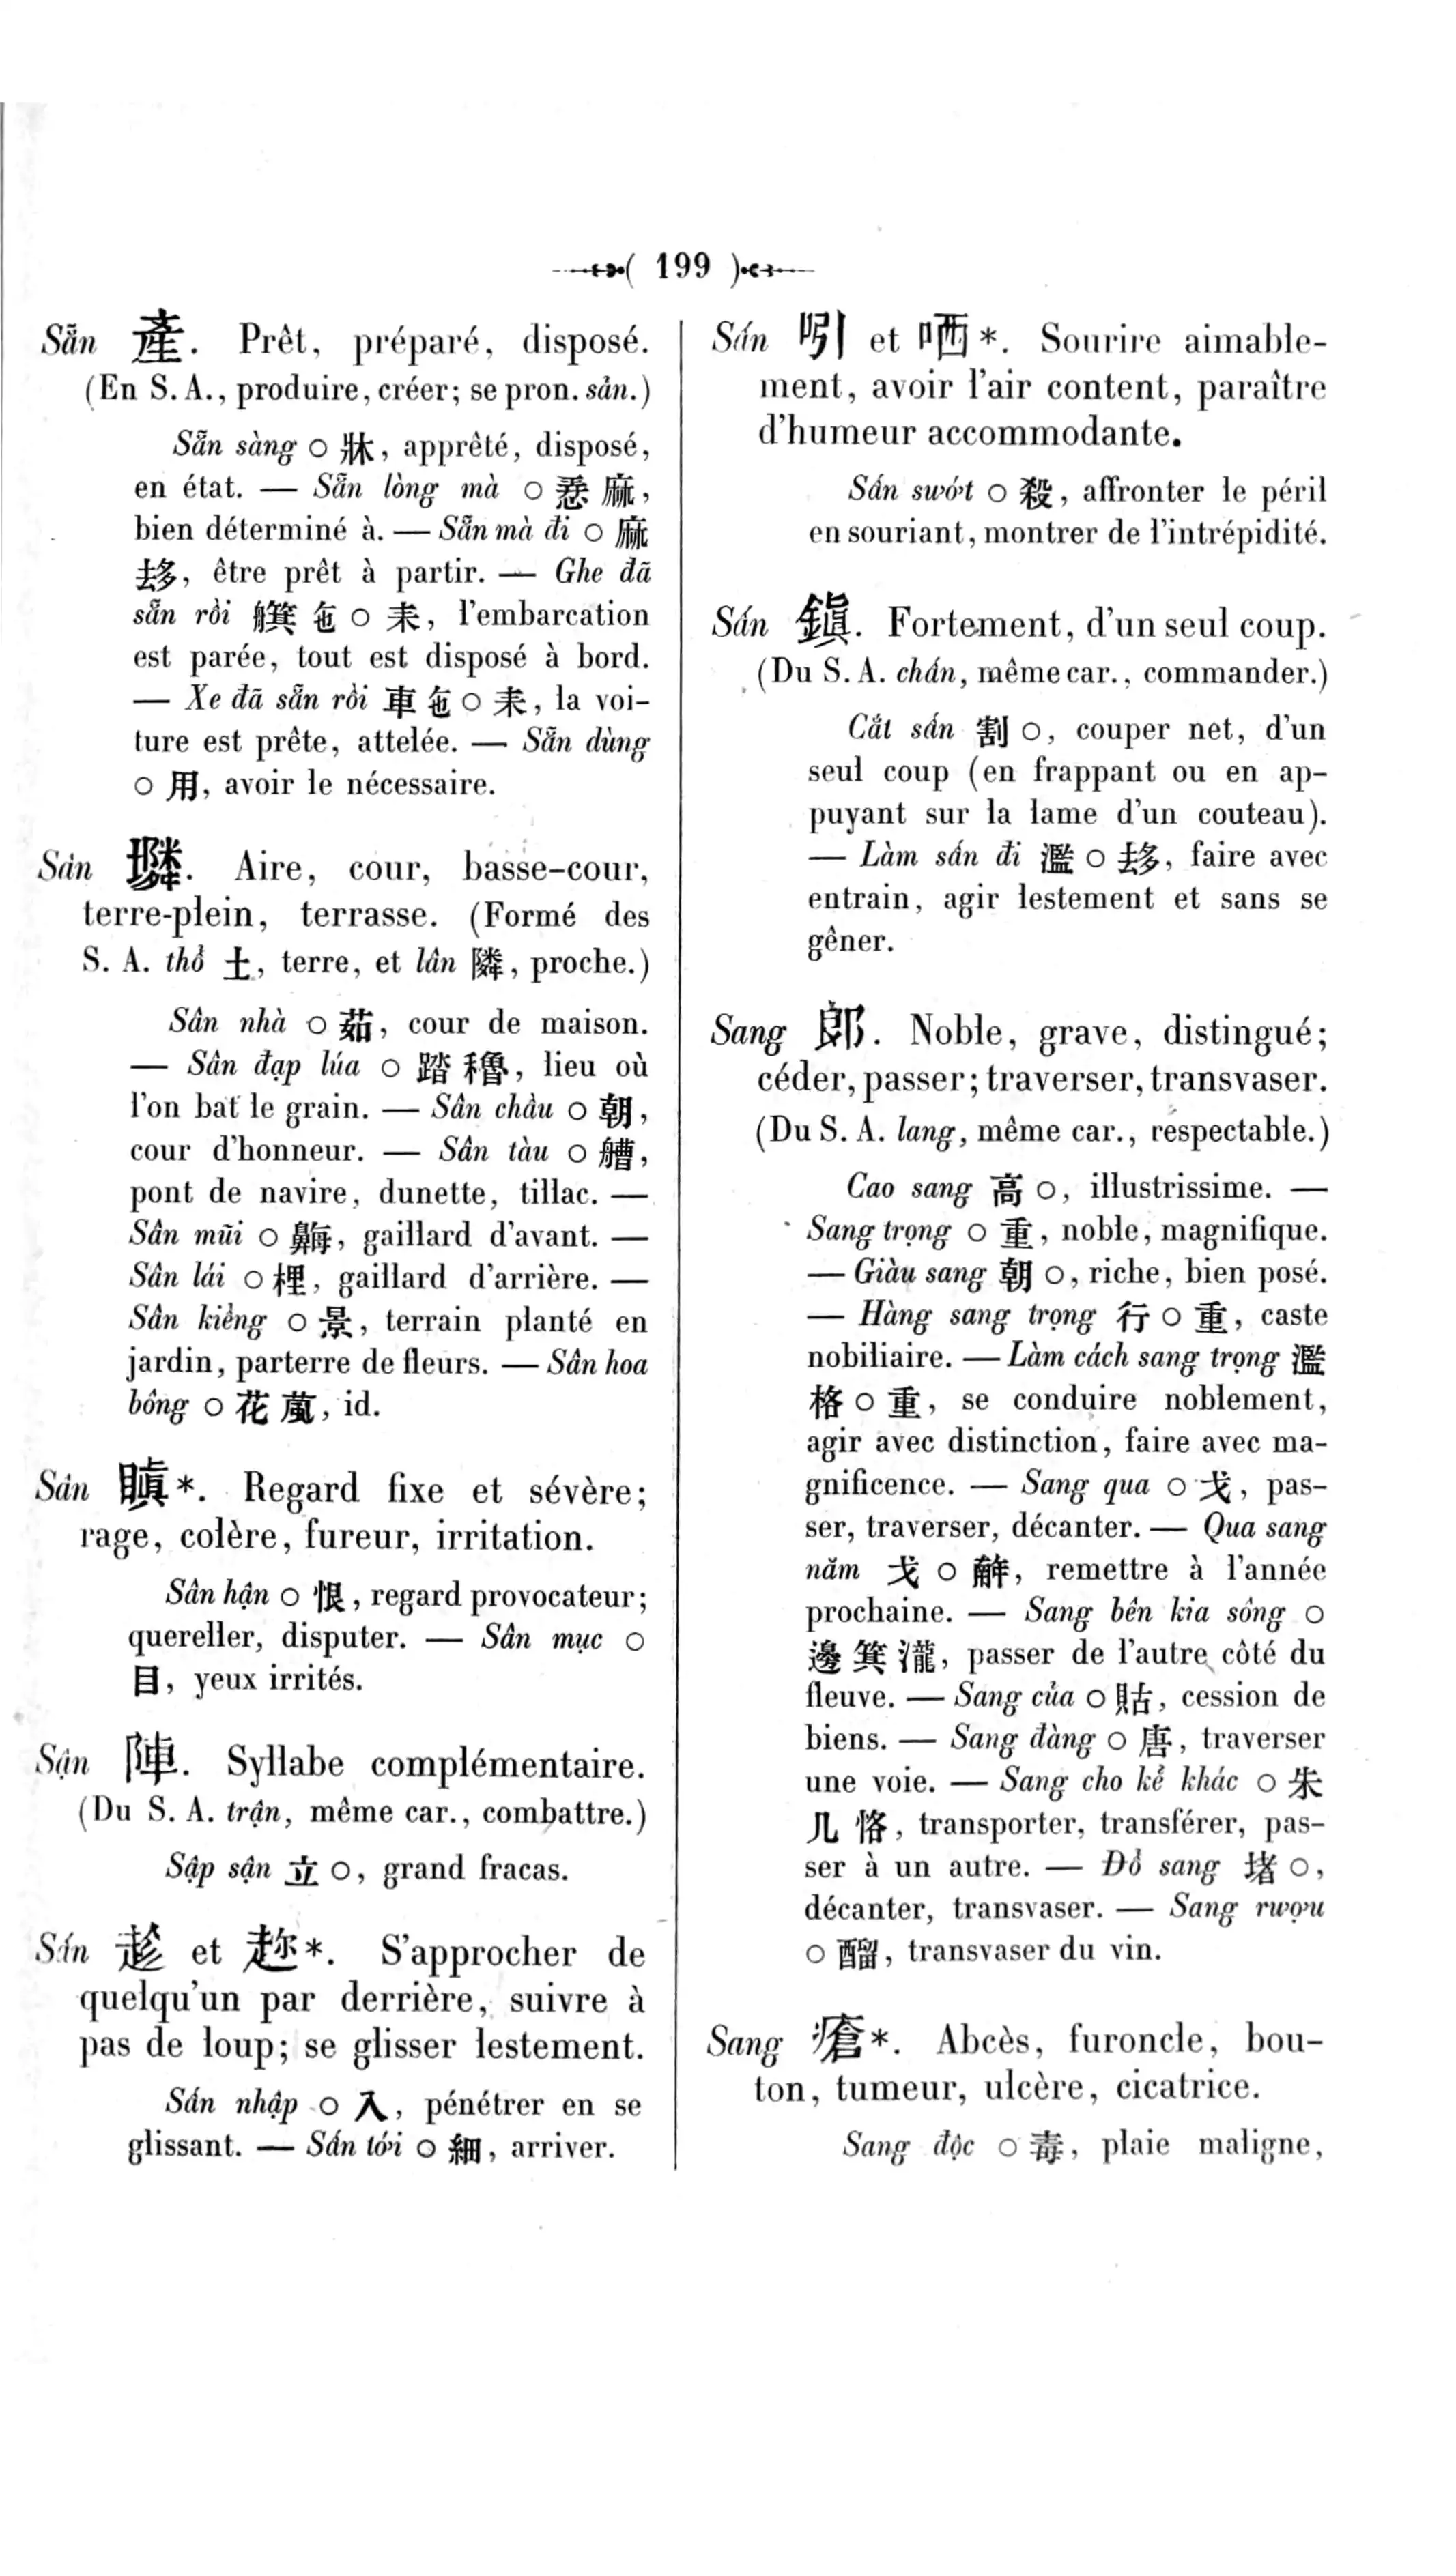 ( 199 )
Sẵn 產. Prêt, préparé, disposé.
(En S. A., produire, créer; se pron. sản.)
Sẵn sàng ○ 牀, apprêté, disposé,
en état. — Sẵn lòng mà ○ 麻,
bien déterminé à. — Sẵn mà đi ○ 麻
être prêt à partir. — Ghe đã
sẵn rồi ○ 耒, l'embarcation
est parée, tout est disposé à bord.
— Xe đã sẵn rồi 車 ○ 耒, la voi-
ture est prête, attelée. — Sẵn dùng
○ 用, avoir le nécessaire.
Sân. Aire, cour, basse-cour,
terre-plein, terrasse. (Formé des
S. A. thổ 土, terre, et lân 隣, proche.)
Sân nhà ○ 茹, cour de maison.
— Sân đạp lúa ○ 踏 穭, lieu où
l'on bat le grain. — Sân chầu ○ 朝,
cour d'honneur. — Sân tàu ○ 艚,
pont de navire, dunette, tillac. —
Sân mũi ○, gaillard d'avant. —
Sân lái ○ 梩, gaillard d'arrière. —
Sân kiểng ○ 景, terrain planté en
jardin, parterre de fleurs. — Sân hoa
bông ○ 花, id.
Sân 瞋*. Regard fixe et sévère;
rage, colère, fureur, irritation.
Sân hận ○ 恨, regard provocateur;
quereller, disputer. — Sân mục ○
目, yeux irrités.
Sận 陣. Syllabe complémentaire.
(Du S. A. trận, même car., combattre.)
Sập sận 立 ○, grand fracas.
Sấn 趁 et 趂*. S'approcher de
quelqu'un par derrière, suivre à
pas de loup; se glisser lestement.
Sấn nhập ○ 入, pénétrer en se
glissant. — Sấn tới ○ 細, arriver.
Sấn 吲 et 哂*. Sourire aimable-
ment, avoir l'air content, paraître
d'humeur accommodante.
Sấn sướt ○ 殺, affronter le péril
en souriant, montrer de l'intrépidité.
Sấn 鎭. Fortement, d'un seul coup.
(Du S. A. chấn, même car., commander.)
Cắt sấn 割 ○, couper net, d'un
seul coup (en frappant ou en ap-
puyant sur la lame d'un couteau).
— Làm sấn đi 濫 ○, faire avec
entrain, agir lestement et sans se
gêner.
Sang 郎. Noble, grave, distingué;
céder, passer; traverser, transvaser.
(Du S. A. lang, même car., respectable.)
Cao sang 高 ○, illustrissime. —
Sang trọng ○ 重, noble, magnifique.
— Giàu sang 朝 ○, riche, bien posé.
— Hàng sang trọng 行 ○ 重, caste
nobiliaire. — Làm cách sang trọng 濫
格 ○ 重, se conduire noblement,
agir avec distinction, faire avec ma-
gnificence. — Sang qua ○ 戈, pas-
ser, traverser, décanter. — Qua sang
năm 戈 ○, remettre à l'année
prochaine. — Sang bên kia sông ○
邊 箕 瀧, passer de l'autre côté du
fleuve. — Sang của ○ 貼, cession de
biens. — Sang đàng ○ 唐, traverser
une voie. — Sang cho kẻ khác ○ 朱
几 恪, transporter, transférer, pas-
ser à un autre. — Đổ sang 堵 ○,
décanter, transvaser. — Sang rượu
○ 醑, transvaser du vin.
Sang 瘡*. Abcès, furoncle, bou-
ton, tumeur, ulcère, cicatrice.
Sang độc ○ 毒, plaie maligne,